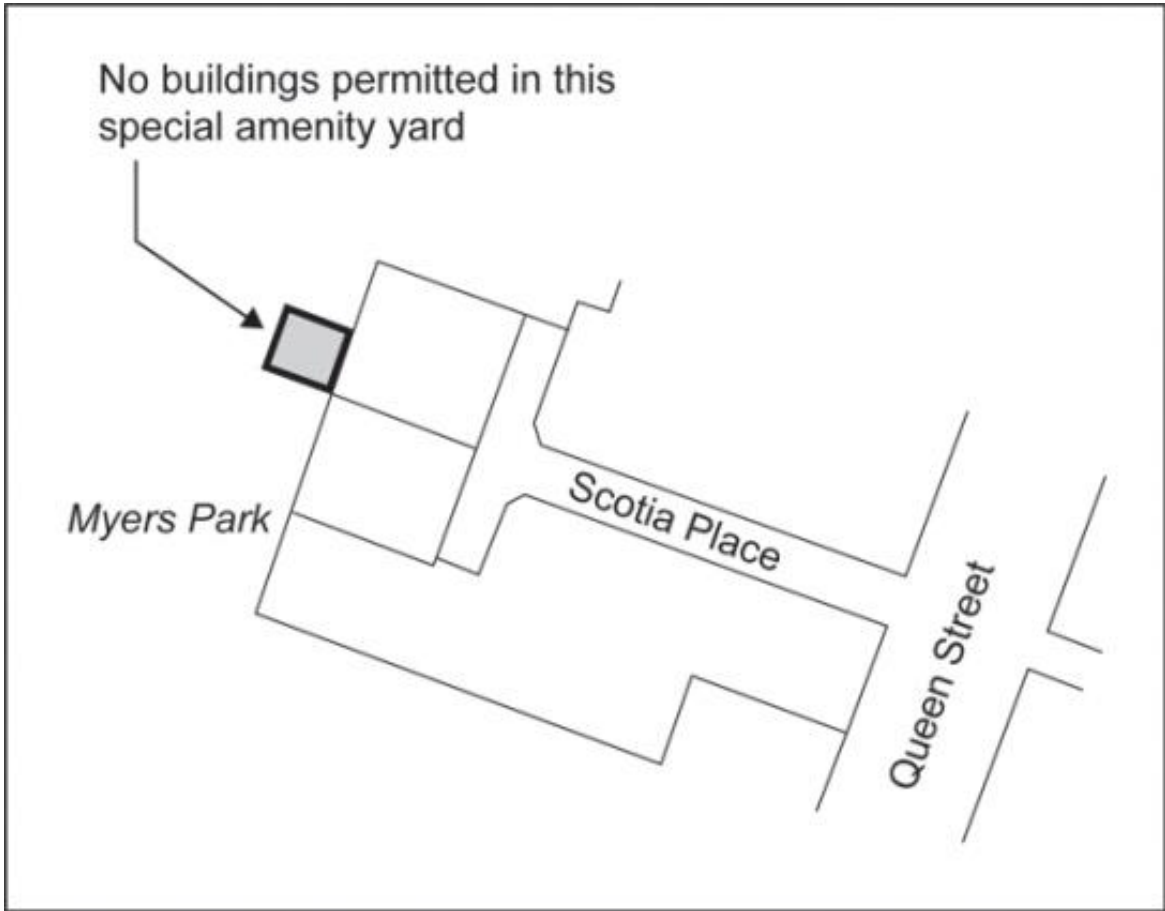 No buildings permitted in this
special amenity yard
Myers Park
Scotia Place
Queen Street